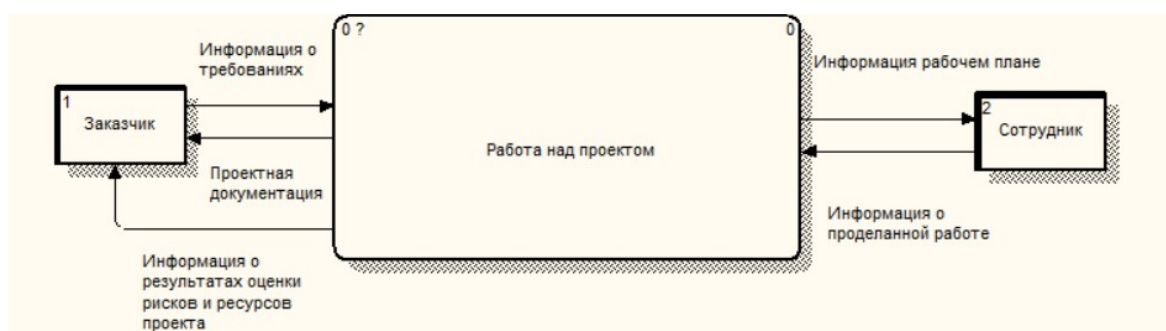 0 ?
0
Информация о
требованиях
1
Заказчик
Проектная
документация
Информация о
результатах оценки
рисков и ресурсов
проекта
Работа над проектом
Информация рабочем плане
2
Сотрудник
Информация о
проделанной работе